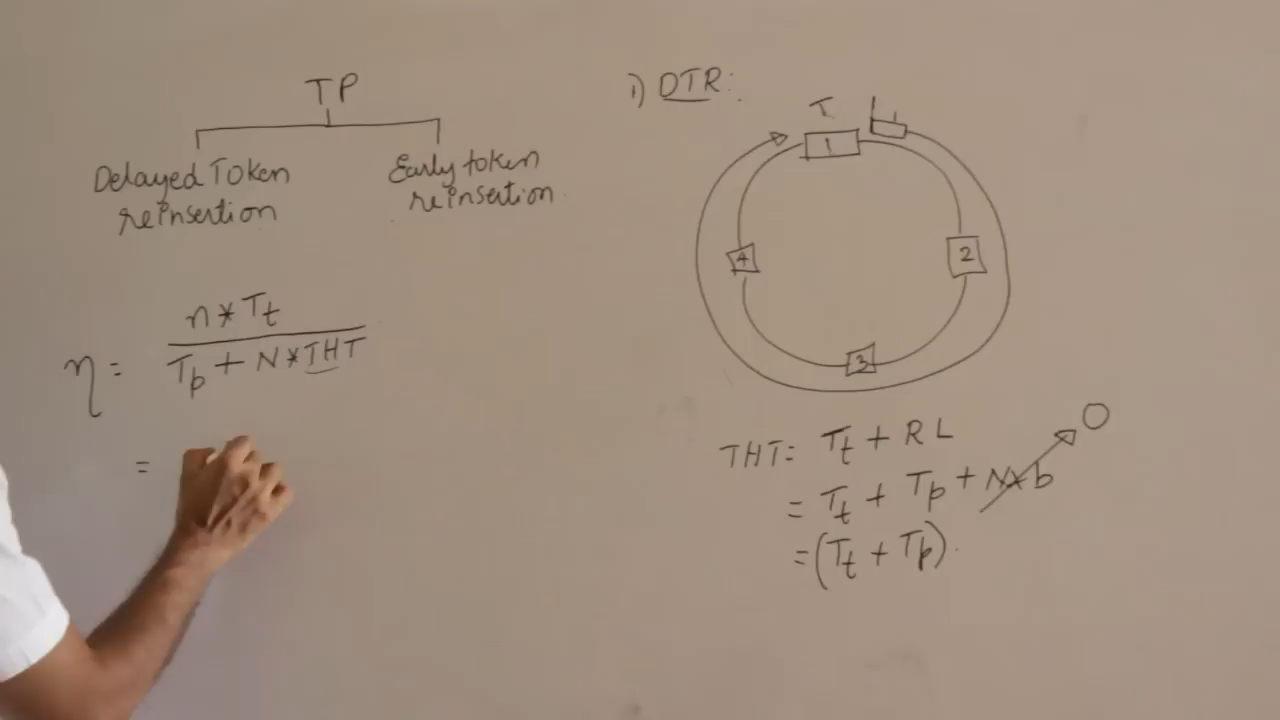 TP
Delayed Token
reinsertion
Early token
reinsertion
η = n * Tt
Tp + N * THT
=
1) DTR:
T
1
2
3
4
THT = Tt + RL
= Tt + Tp + N * b
0
= (Tt + Tp).